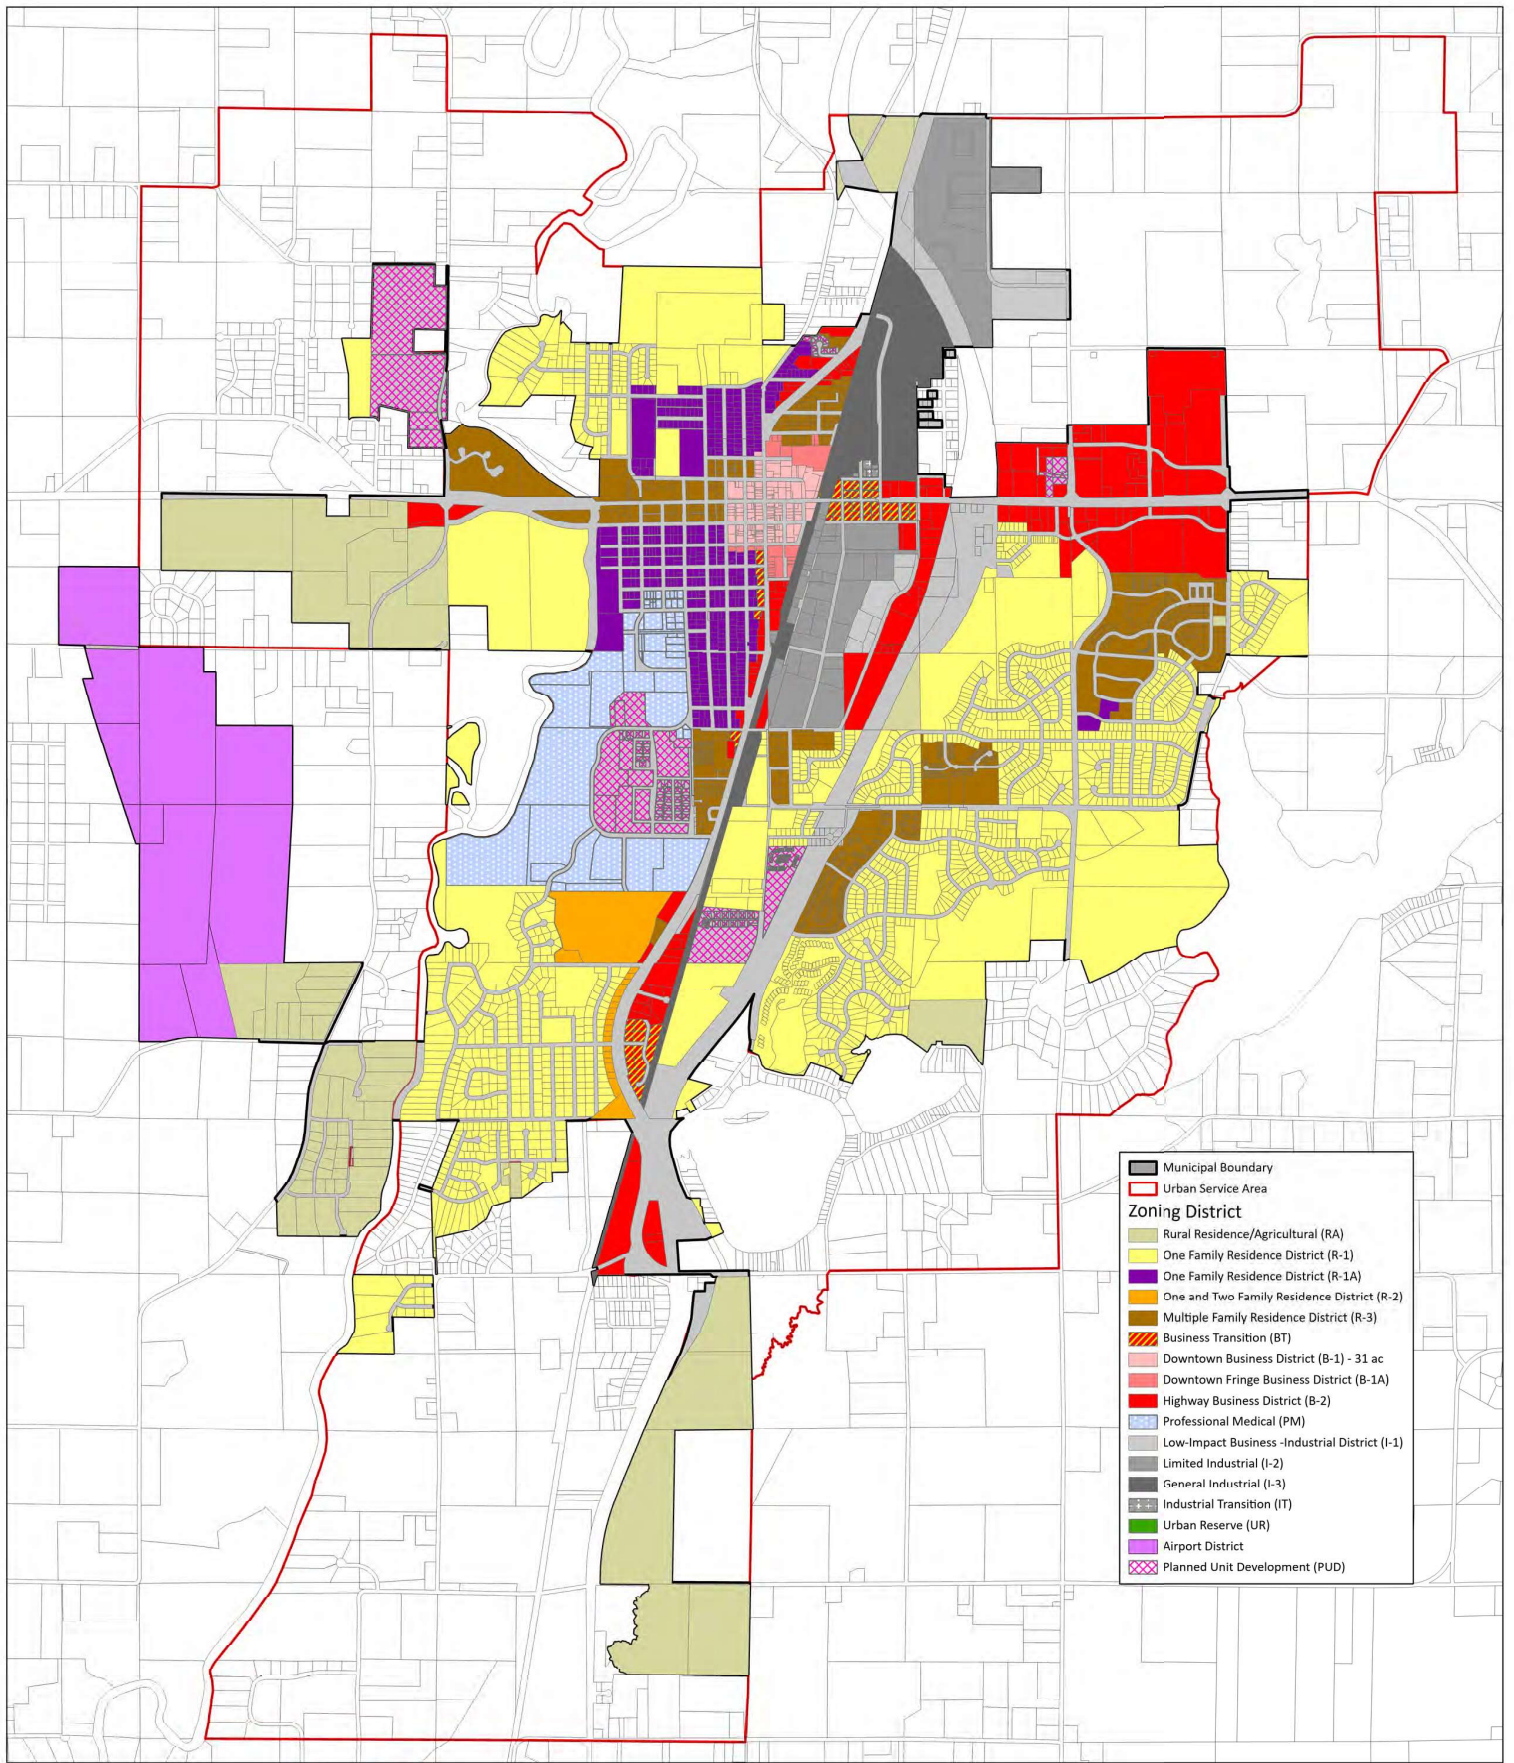 Municipal Boundary
Urban Service Area
Zoning District
Rural Residence/Agricultural (RA)
One Family Residence District (R-1)
One Family Residence District (R-1A)
One and Two Family Residence District (R-2)
Multiple Family Residence District (R-3)
Business Transition (BT)
Downtown Business District (B-1) - 31 ac
Downtown Fringe Business District (B-1A)
Highway Business District (B-2)
Professional Medical (PM)
Low-Impact Business -Industrial District (I-1)
Limited Industrial (I-2)
General Industrial (I-3)
Industrial Transition (IT)
Urban Reserve (UR)
Airport District
Planned Unit Development (PUD)